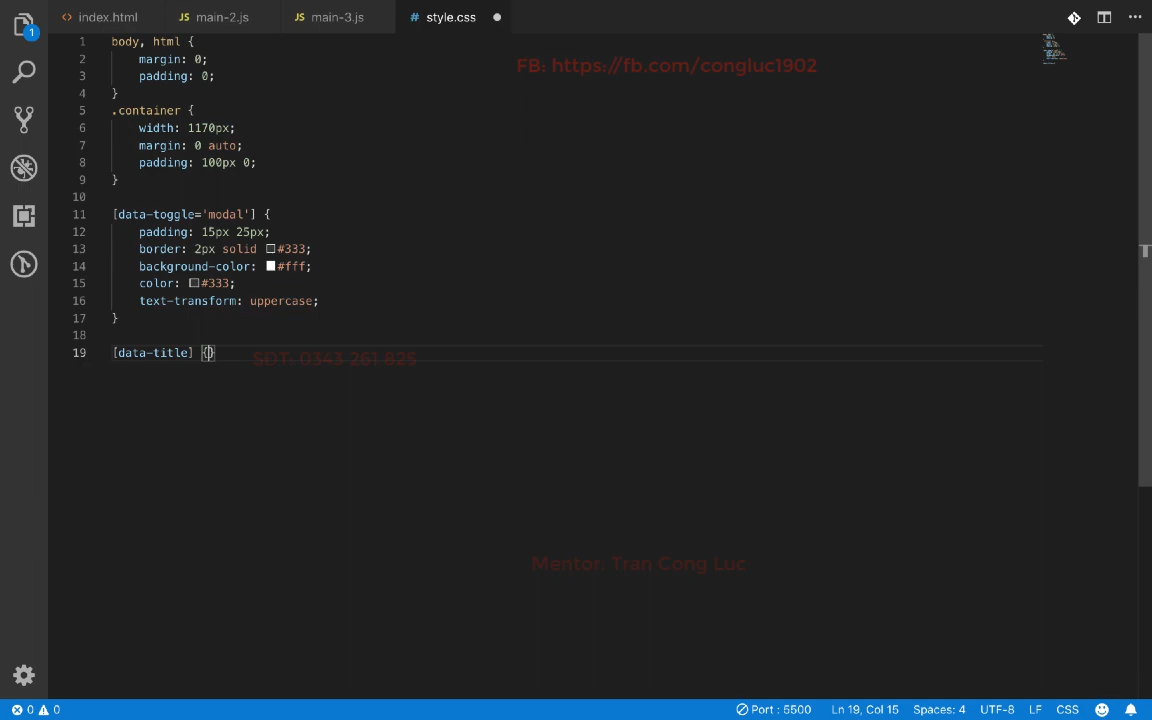 index.html
JS main-2.js
JS main-3.js
# style.css
1
FB: https://fb.com/congluc1902
1 body, html {
2 margin: 0;
3 padding: 0;
4 }
5 .container {
6 width: 1170px;
7 margin: 0 auto;
8 padding: 100px 0;
9 }
10
11 [data-toggle='modal'] {
12 padding: 15px 25px;
13 border: 2px solid #333;
14 background-color: #fff;
15 color: #333;
16 text-transform: uppercase;
17 }
18
19 [data-title] {}
SDT: 0343 261 825
Mentor: Tran Cong Luc
0 0
Port : 5500
Ln 19, Col 15
Spaces: 4
UTF-8
LF
CSS